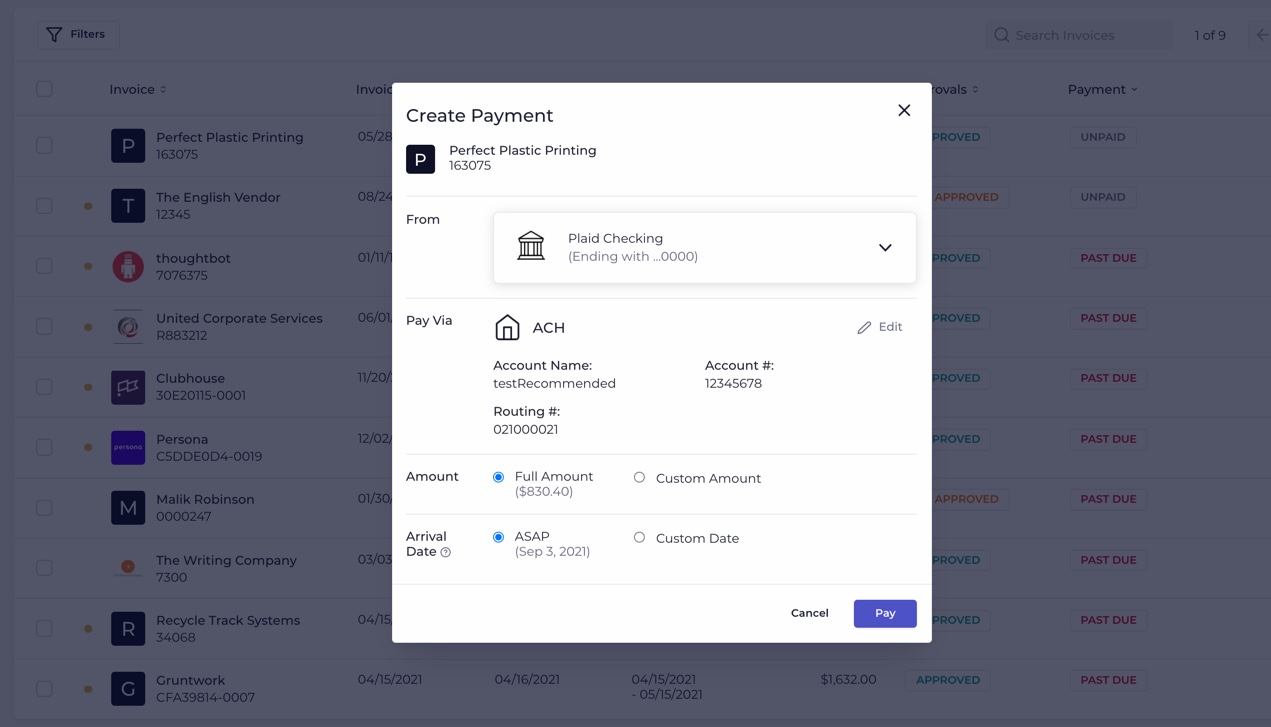 Filters
Search Invoices
1 of 9
Invoice
Invoic
rovals
Payment
P
Perfect Plastic Printing
163075
05/28
PROVED
UNPAID
T
The English Vendor
12345
08/24
APPROVED
UNPAID
thoughtbot
7076375
01/11/1
PROVED
PAST DUE
United Corporate Services
R883212
06/01/
PROVED
PAST DUE
Clubhouse
30E20115-0001
11/20/
PROVED
PAST DUE
persona
Persona
C5DDE0D4-0019
12/02/
PROVED
PAST DUE
M
Malik Robinson
0000247
01/30/
APPROVED
PAST DUE
The Writing Company
7300
03/03
PROVED
PAST DUE
R
Recycle Track Systems
34068
04/15/
PROVED
PAST DUE
G
Gruntwork
CFA39814-0007
04/15/2021
04/16/2021
04/15/2021
- 05/15/2021
$1,632.00
APPROVED
PAST DUE
Create Payment
P
Perfect Plastic Printing
163075
From
Plaid Checking
(Ending with ...0000)
Pay Via
ACH
Edit
Account Name:
testRecommended
Account #:
12345678
Routing #:
021000021
Amount
Full Amount
($830.40)
Custom Amount
Arrival
Date
ASAP
(Sep 3, 2021)
Custom Date
Cancel
Pay